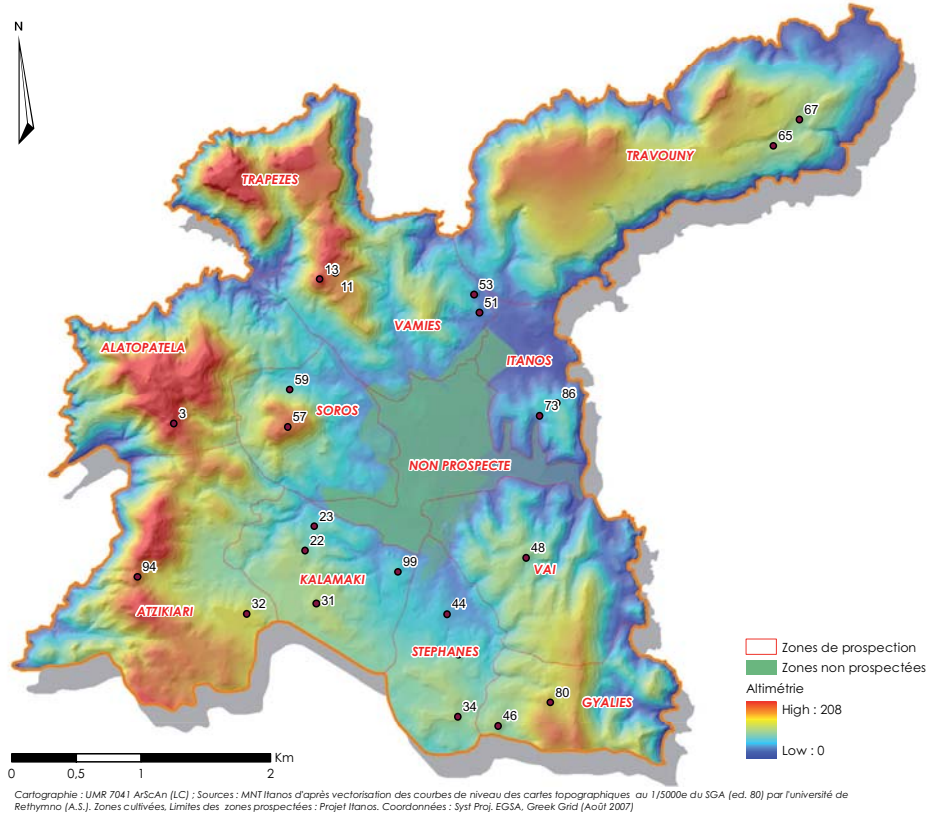 N
67
65
TRAVOUNY
TRAPEZES
13
11
53
51
VAMIES
ALATOPATELA
ITANOS
59
86
SOROS
73
3
57
NON PROSPECTE
23
22
48
99
VAI
94
KALAMAKI
31
44
ATZIKIARI
32
STEPHANES
80
GYALIES
34
46
Zones de prospection
Zones non prospectées
Altimétrie
High : 208
Low : 0
Km
0 0,5 1 2
Cartographie : UMR 7041 ArScAn (LC) ; Sources : MNT Itanos d'après vectorisation des courbes de niveau des cartes topographiques au 1/5000e du SGA (ed. 80) par l'université de
Rethymno (A.S.). Zones cultivées, Limites des zones prospectées : Projet Itanos. Coordonnées : Syst Proj. EGSA, Greek Grid (Août 2007)